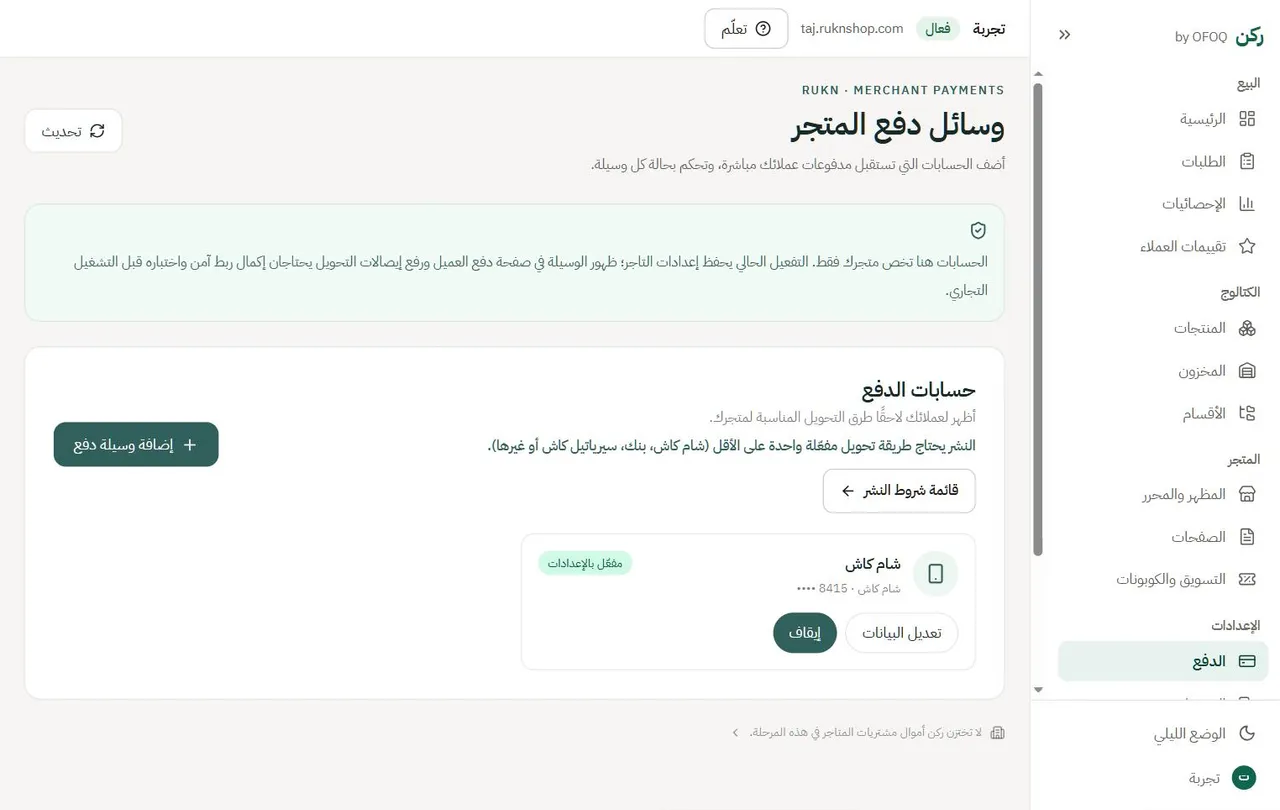 ركن by OFOQ
البيع
الرئيسية
الطلبات
الإحصائيات
تقييمات العملاء
الكتالوج
المنتجات
المخزون
الأقسام
المتجر
المظهر والمحرر
الصفحات
التسويق والكوبونات
الإعدادات
الدفع
الوضع الليلي
ت تجربة
تجربة فعال taj.ruknshop.com تعلّم
RUKN · MERCHANT PAYMENTS
وسائل دفع المتجر
أضف الحسابات التي تستقبل مدفوعات عملائك مباشرة، وتحكم بحالة كل وسيلة.
تحديث
الحسابات هنا تخص متجرك فقط. التفعيل الحالي يحفظ إعدادات التاجر؛ ظهور الوسيلة في صفحة دفع العميل ورفع إيصالات التحويل يحتاجان إكمال ربط آمن واختباره قبل التشغيل
التجاري.
حسابات الدفع
أظهر لعملائك لاحقًا طرق التحويل المناسبة لمتجرك.
النشر يحتاج طريقة تحويل مفعّلة واحدة على الأقل (شام كاش، بنك، سيرياتيل كاش أو غيرها).
قائمة شروط النشر
إضافة وسيلة دفع
شام كاش
مفعّل بالإعدادات
شام كاش · 8415 ••••
تعديل البيانات
إيقاف
لا تختزن ركن أموال مشتريات المتاجر في هذه المرحلة.